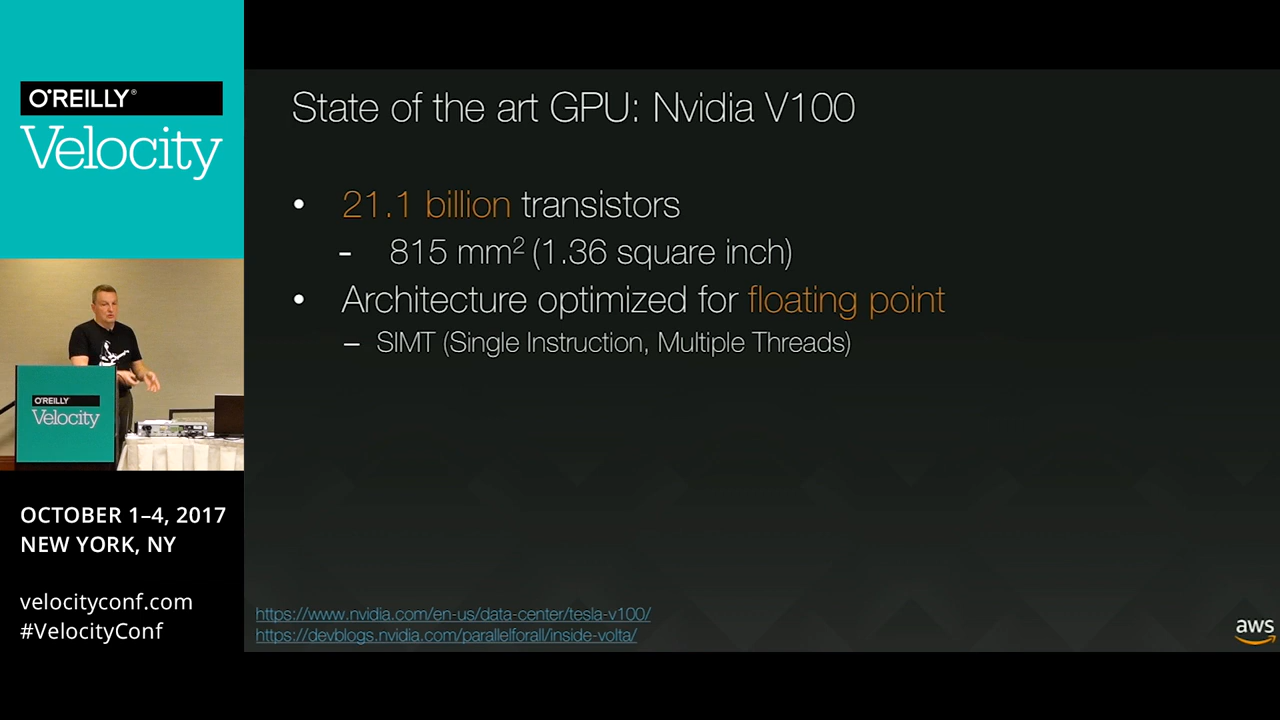 O'REILLY®
Velocity
O'REILLY
Velocity
OCTOBER 1–4, 2017
NEW YORK, NY
velocityconf.com
#VelocityConf
State of the art GPU: Nvidia V100
• 21.1 billion transistors
- 815 mm² (1.36 square inch)
• Architecture optimized for floating point
– SIMT (Single Instruction, Multiple Threads)
https://www.nvidia.com/en-us/data-center/tesla-v100/
https://devblogs.nvidia.com/parallelforall/inside-volta/
aws